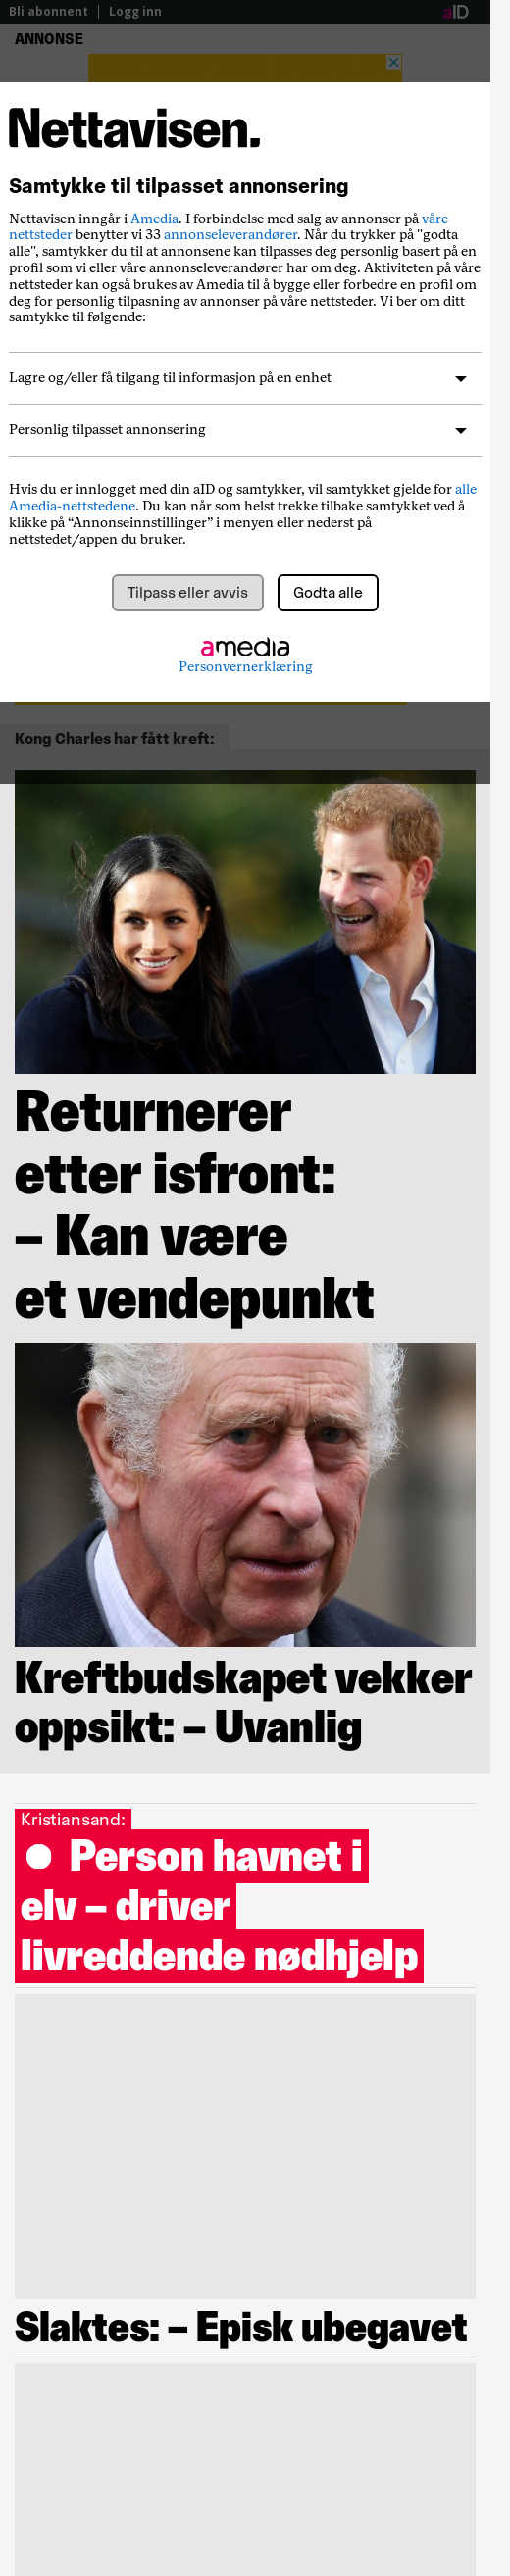 Bli abonnent | Logg inn
aID
ANNONSE
Nettavisen.
Samtykke til tilpasset annonsering
Nettavisen inngår i Amedia. I forbindelse med salg av annonser på våre
nettsteder benytter vi 33 annonseleverandører. Når du trykker på "godta
alle", samtykker du til at annonsene kan tilpasses deg personlig basert på en
profil som vi eller våre annonseleverandører har om deg. Aktiviteten på våre
nettsteder kan også brukes av Amedia til å bygge eller forbedre en profil om
deg for personlig tilpasning av annonser på våre nettsteder. Vi ber om ditt
samtykke til følgende:
Lagre og/eller få tilgang til informasjon på en enhet
Personlig tilpasset annonsering
Hvis du er innlogget med din aID og samtykker, vil samtykket gjelde for alle
Amedia-nettstedene. Du kan når som helst trekke tilbake samtykket ved å
klikke på “Annonseinnstillinger” i menyen eller nederst på
nettstedet/appen du bruker.
Tilpass eller avvis
Godta alle
amedia
Personvernerklæring
Kong Charles har fått kreft:
Returnerer
etter isfront:
– Kan være
et vendepunkt
Kreftbudskapet vekker
oppsikt: – Uvanlig
Kristiansand:
Person havnet i
elv – driver
livreddende nødhjelp
Slaktes: – Episk ubegavet